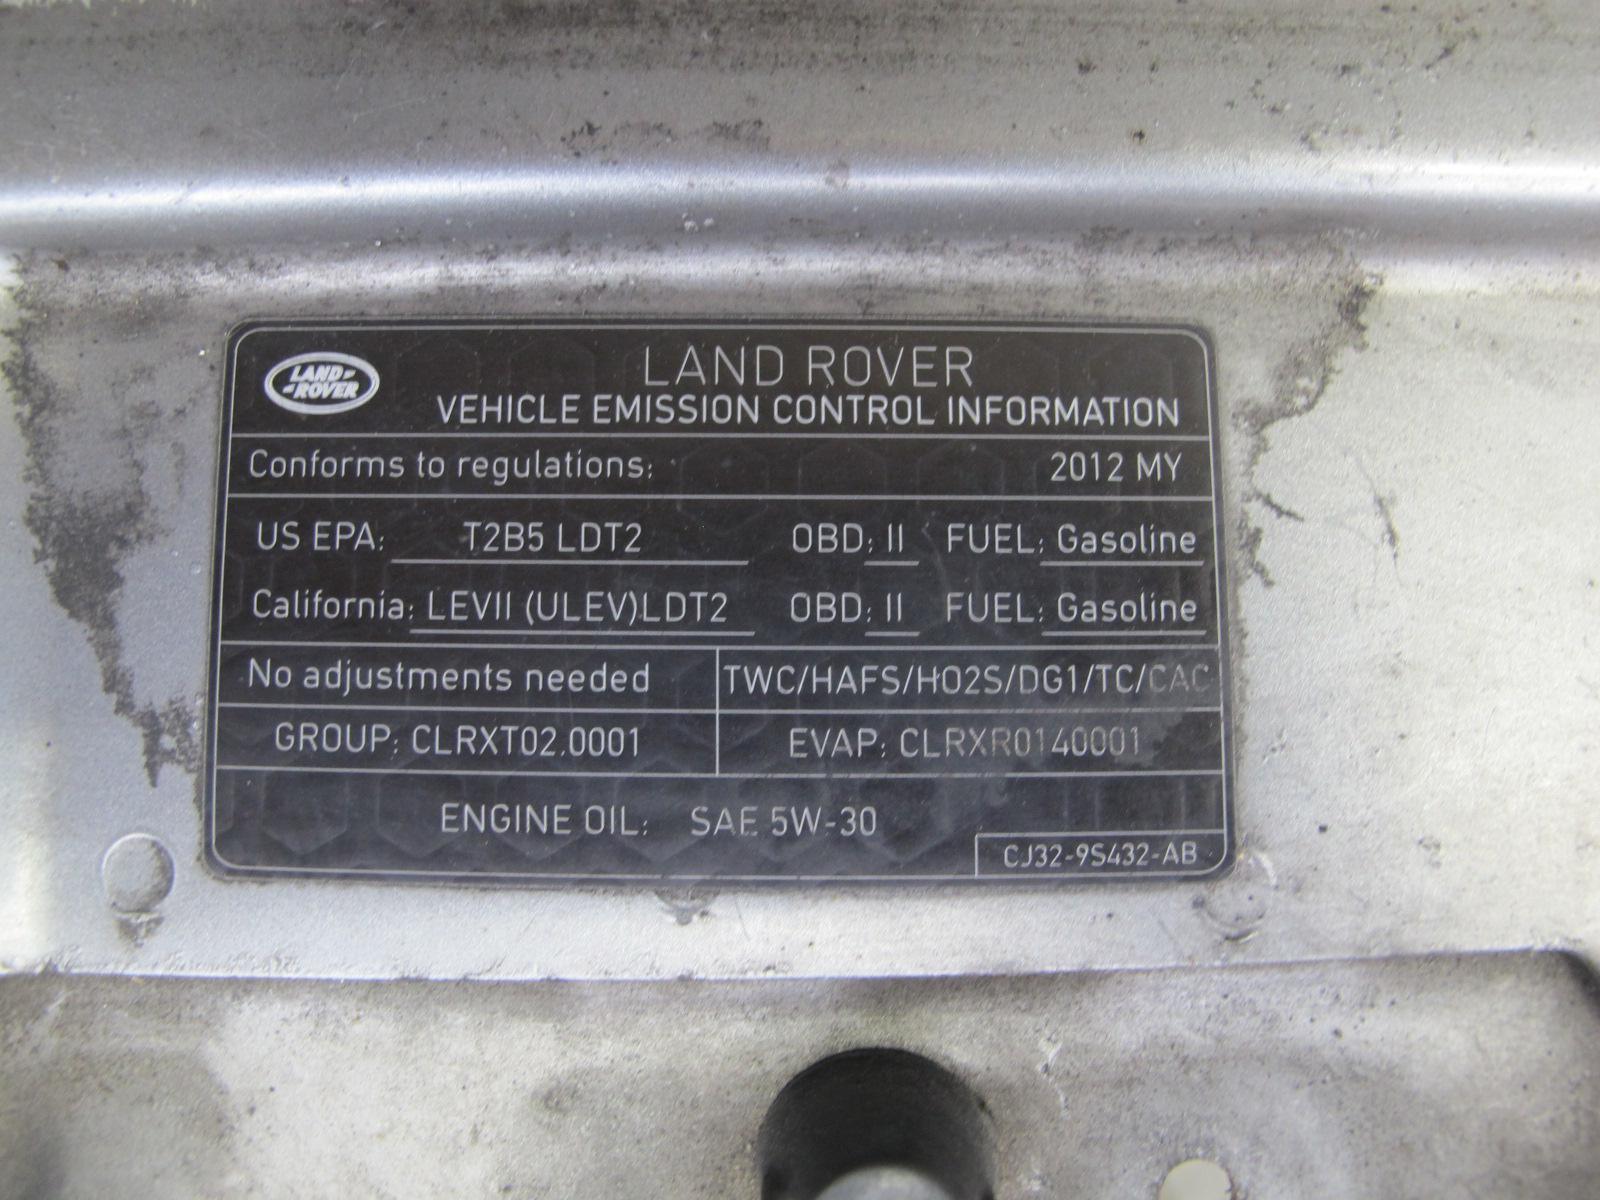 LAND ROVER
LAND ROVER
VEHICLE EMISSION CONTROL INFORMATION
Conforms to regulations: 2012 MY
US EPA: T2B5 LDT2 OBD: II FUEL: Gasoline
California: LEVII (ULEV)LDT2 OBD: II FUEL: Gasoline
No adjustments needed TWC/HAFS/HO2S/DG1/TC/CAC
GROUP: CLRXT02.0001 EVAP: CLRXR0140001
ENGINE OIL: SAE 5W-30
CJ32-9S432-AB